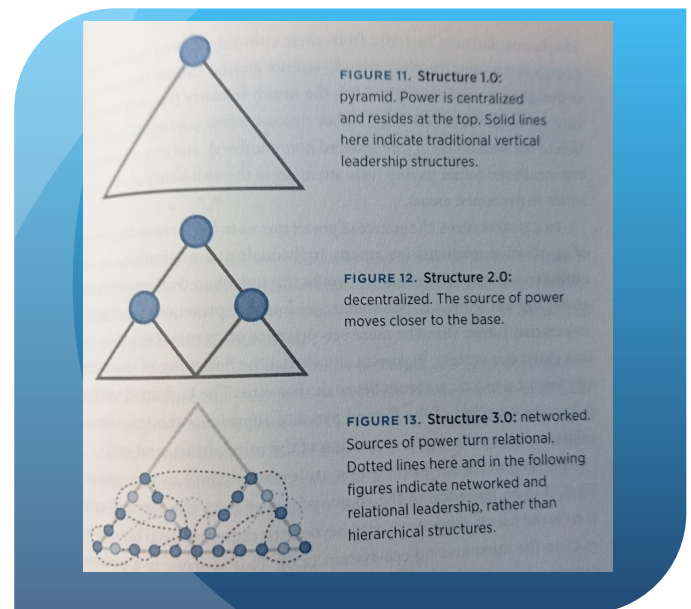 FIGURE 11. Structure 1.0:
pyramid. Power is centralized
and resides at the top. Solid lines
here indicate traditional vertical
leadership structures.
FIGURE 12. Structure 2.0:
decentralized. The source of power
moves closer to the base.
FIGURE 13. Structure 3.0: networked.
Sources of power turn relational.
Dotted lines here and in the following
figures indicate networked and
relational leadership, rather than
hierarchical structures.